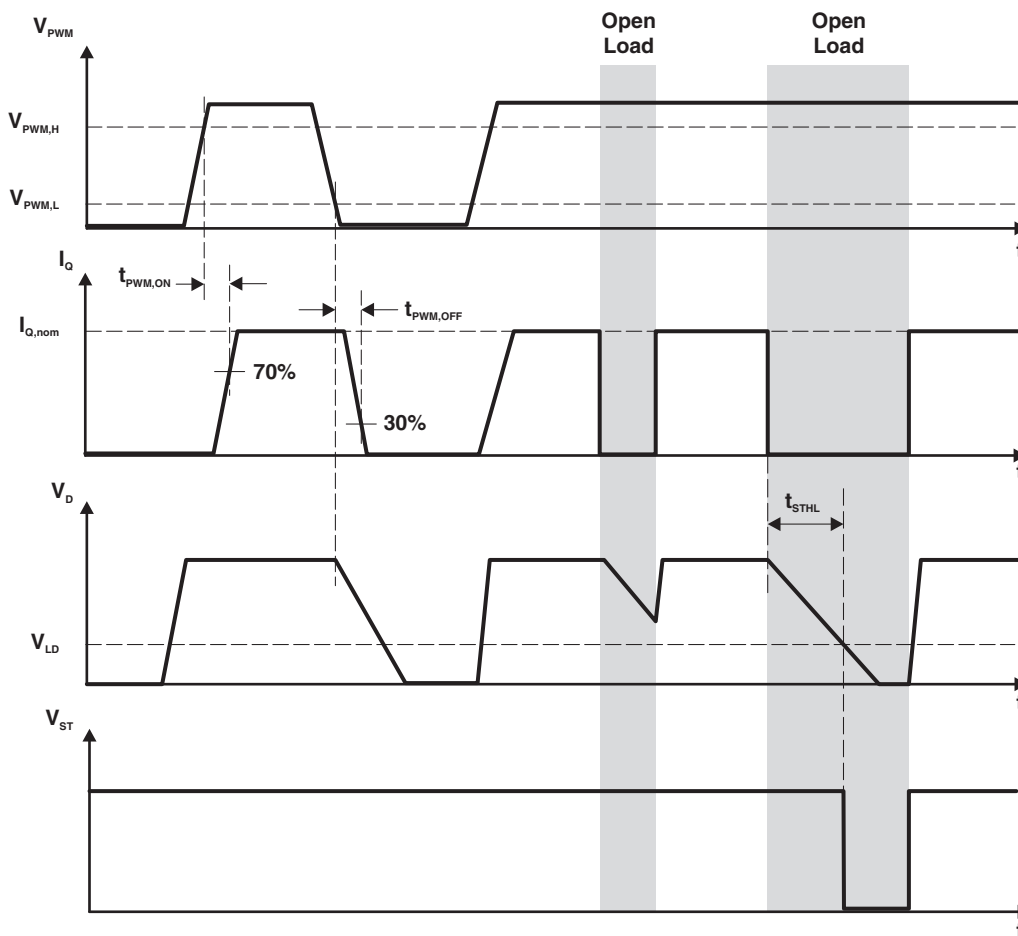 Open
Load
Open
Load
V_PWM
V_PWM,H
V_PWM,L
I_Q
t_PWM,ON
t_PWM,OFF
I_Q,nom
70%
30%
V_D
t_STHL
V_LD
V_ST